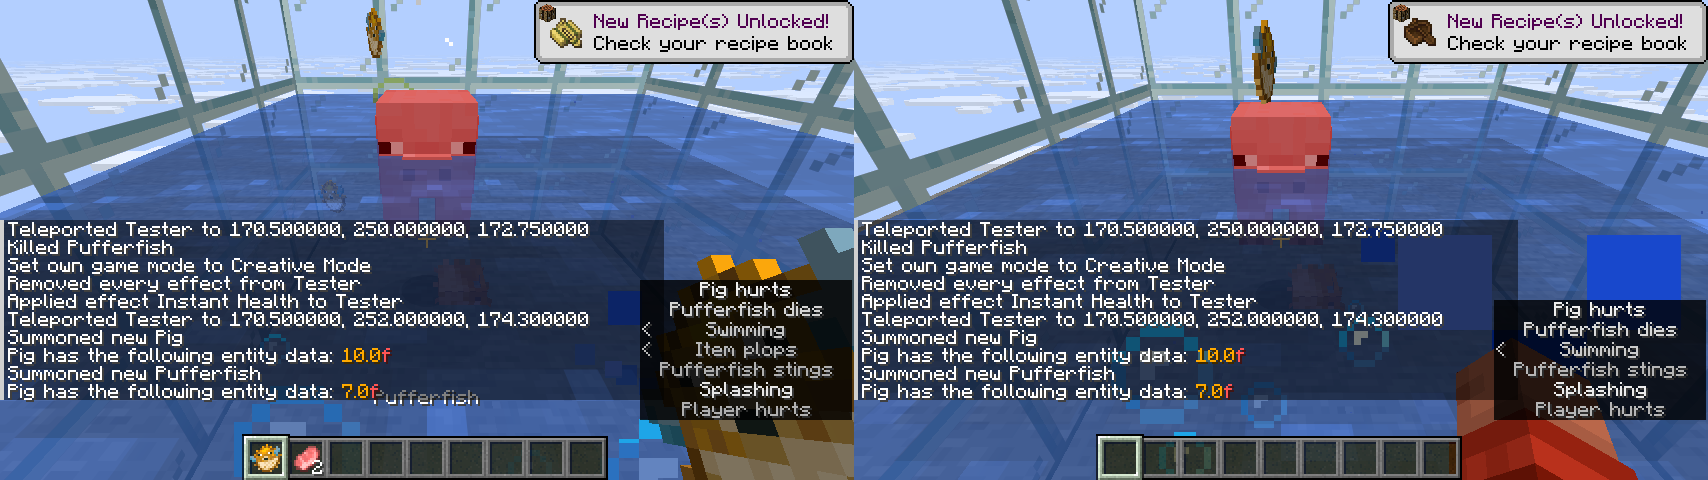 New Recipe(s) Unlocked!
Check your recipe book
Teleported Tester to 170.500000, 250.000000, 172.750000
Killed Pufferfish
Set own game mode to Creative Mode
Removed every effect from Tester
Applied effect Instant Health to Tester
Teleported Tester to 170.500000, 252.000000, 174.300000
Summoned new Pig
Pig has the following entity data: 10.0f
Summoned new Pufferfish
Pig has the following entity data: 7.0f
Pufferfish
Pig hurts
Pufferfish dies
< Swimming
< Item plops
Pufferfish stings
Splashing
Player hurts
2
New Recipe(s) Unlocked!
Check your recipe book
Teleported Tester to 170.500000, 250.000000, 172.750000
Killed Pufferfish
Set own game mode to Creative Mode
Removed every effect from Tester
Applied effect Instant Health to Tester
Teleported Tester to 170.500000, 252.000000, 174.300000
Summoned new Pig
Pig has the following entity data: 10.0f
Summoned new Pufferfish
Pig has the following entity data: 7.0f
Pig hurts
Pufferfish dies
< Swimming
Pufferfish stings
Splashing
Player hurts